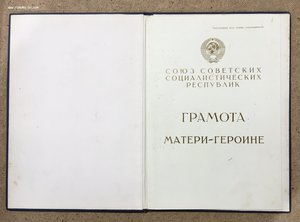 СОЮЗ СОВЕТСКИХ
СОЦИАЛИСТИЧЕСКИХ
РЕСПУБЛИК
ГРАМОТА
МАТЕРИ-ГЕРОИНЕ